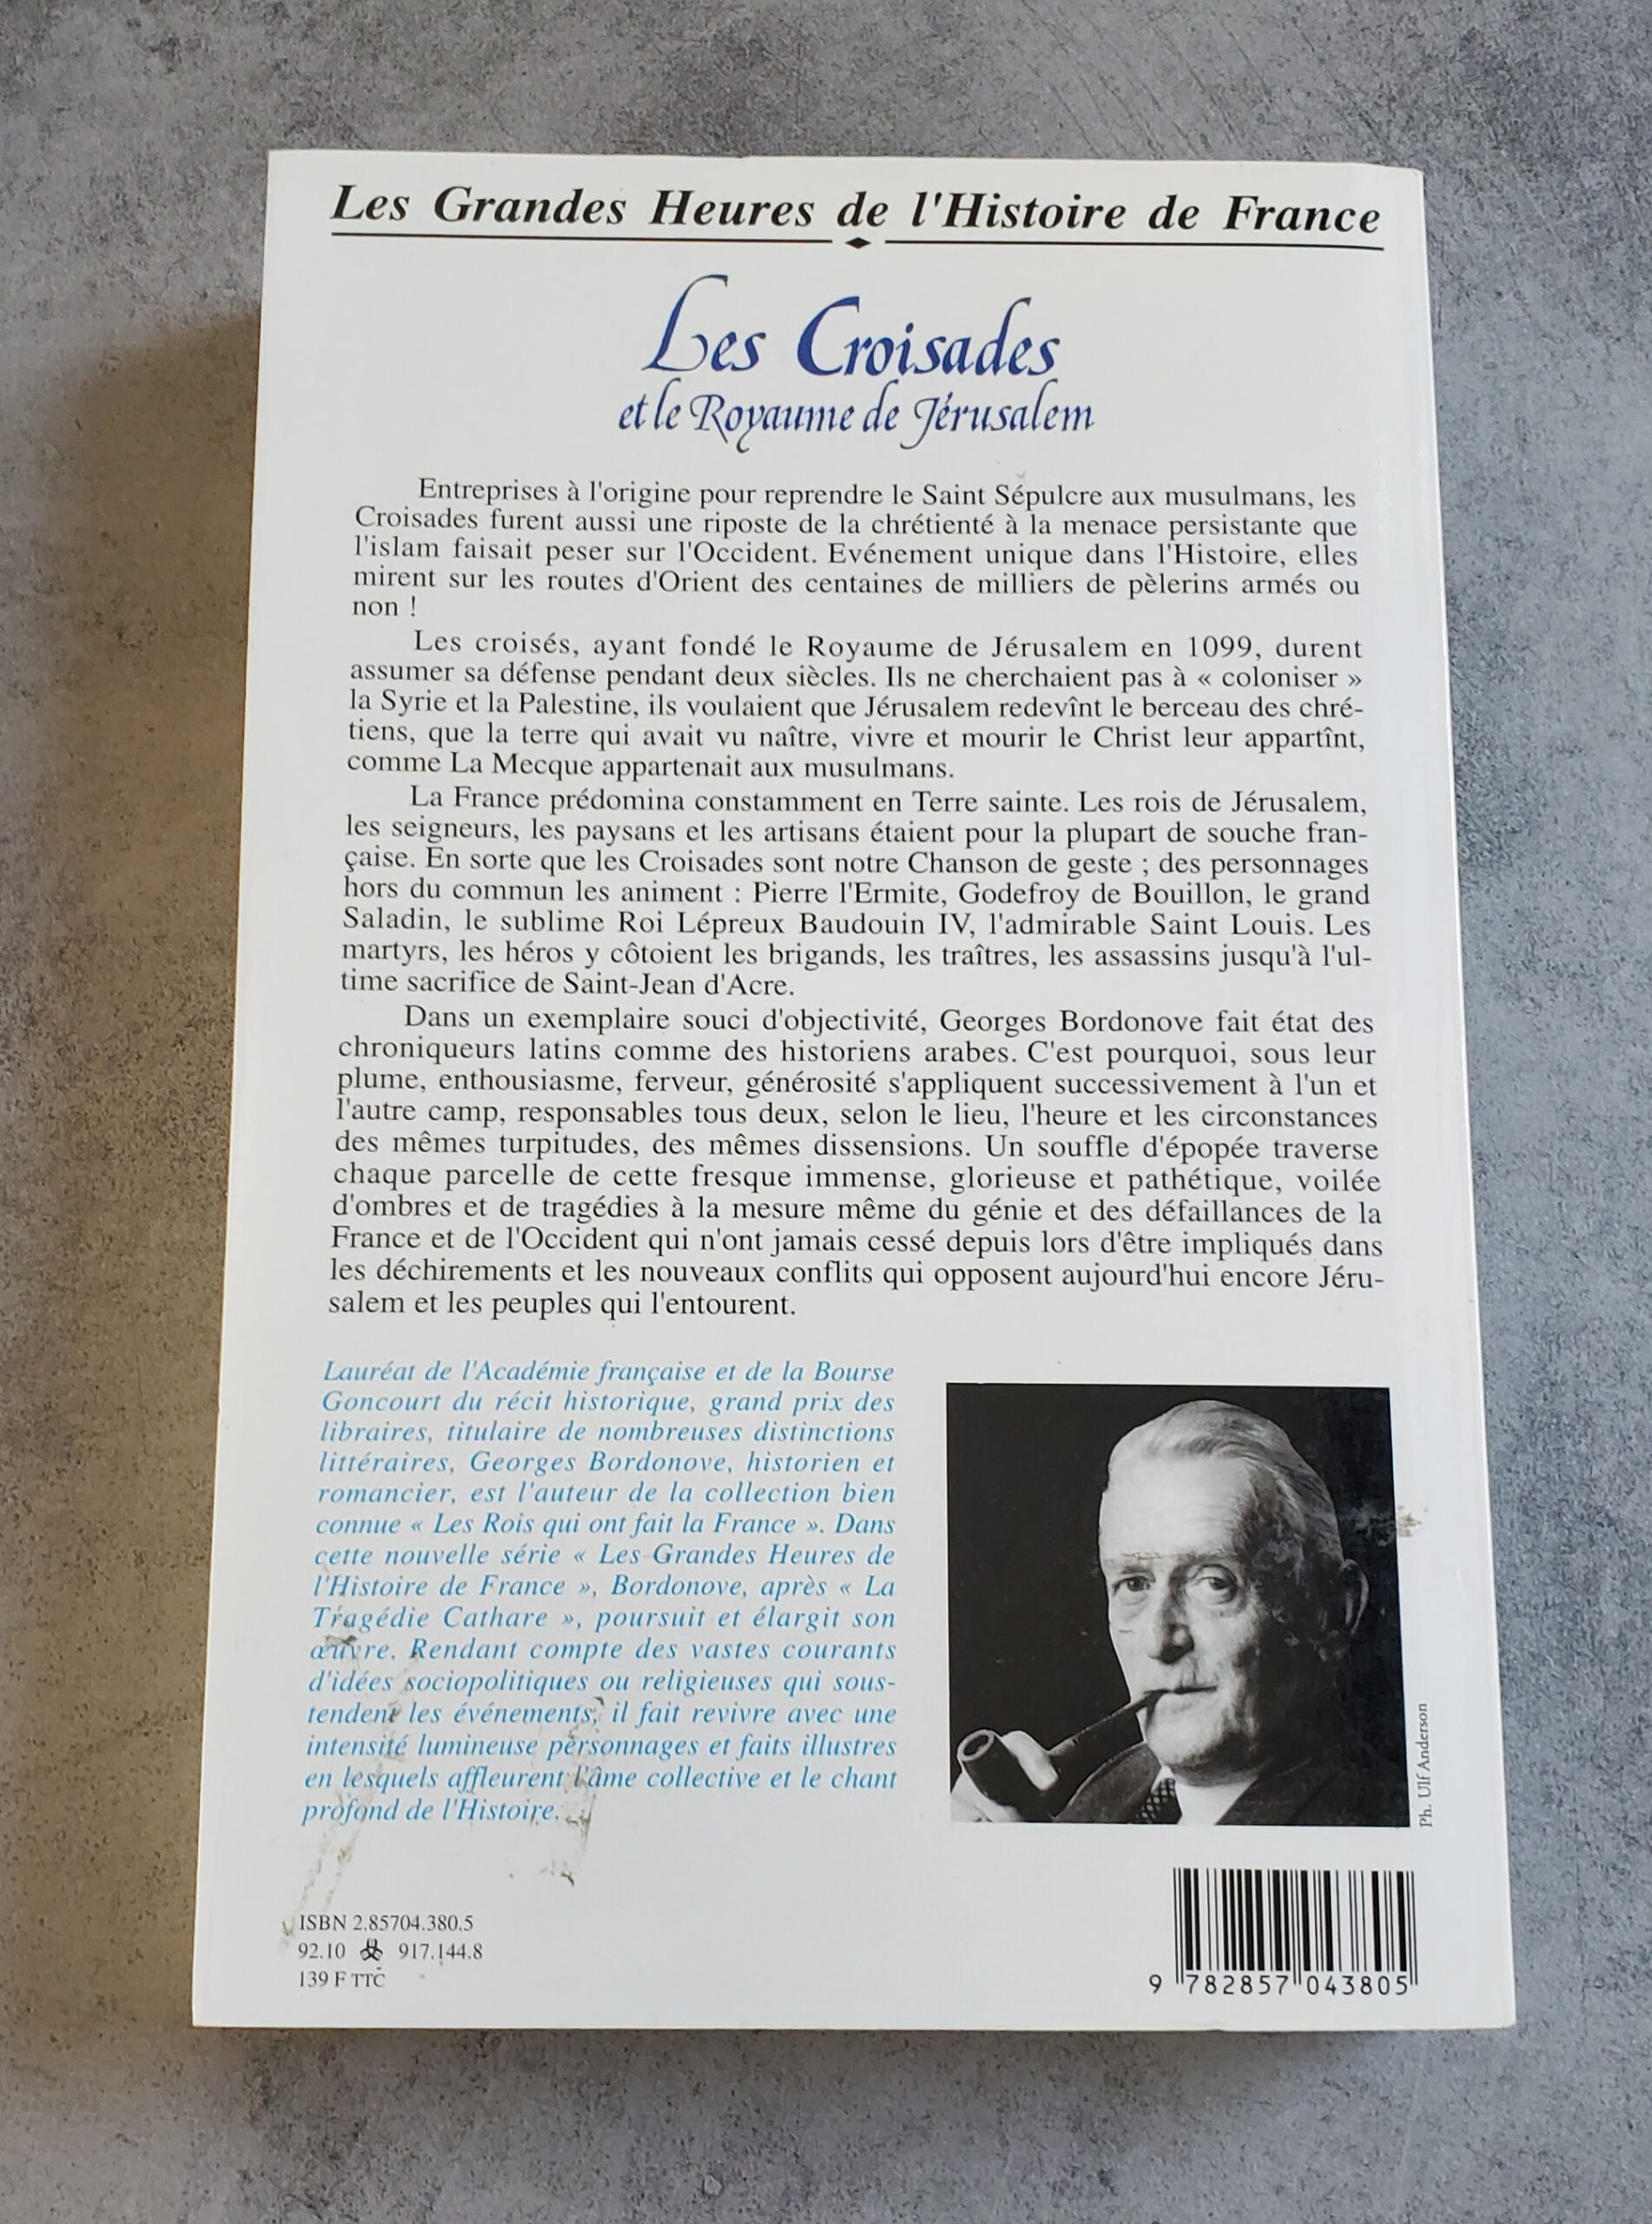 Les Grandes Heures de l'Histoire de France
Les Croisades
et le Royaume de Jérusalem
Entreprises à l'origine pour reprendre le Saint Sépulcre aux musulmans, les
Croisades furent aussi une riposte de la chrétienté à la menace persistante que
l'islam faisait peser sur l'Occident. Evénement unique dans l'Histoire, elles
mirent sur les routes d'Orient des centaines de milliers de pèlerins armés ou
non !
Les croisés, ayant fondé le Royaume de Jérusalem en 1099, durent
assumer sa défense pendant deux siècles. Ils ne cherchaient pas à « coloniser »
la Syrie et la Palestine, ils voulaient que Jérusalem redevînt le berceau des chré-
tiens, que la terre qui avait vu naître, vivre et mourir le Christ leur appartînt,
comme La Mecque appartenait aux musulmans.
La France prédomina constamment en Terre sainte. Les rois de Jérusalem,
les seigneurs, les paysans et les artisans étaient pour la plupart de souche fran-
çaise. En sorte que les Croisades sont notre Chanson de geste ; des personnages
hors du commun les animent : Pierre l'Ermite, Godefroy de Bouillon, le grand
Saladin, le sublime Roi Lépreux Baudouin IV, l'admirable Saint Louis. Les
martyrs, les héros y côtoient les brigands, les traîtres, les assassins jusqu'à l'ul-
time sacrifice de Saint-Jean d'Acre.
Dans un exemplaire souci d'objectivité, Georges Bordonove fait état des
chroniqueurs latins comme des historiens arabes. C'est pourquoi, sous leur
plume, enthousiasme, ferveur, générosité s'appliquent successivement à l'un et
l'autre camp, responsables tous deux, selon le lieu, l'heure et les circonstances
des mêmes turpitudes, des mêmes dissensions. Un souffle d'épopée traverse
chaque parcelle de cette fresque immense, glorieuse et pathétique, voilée
d'ombres et de tragédies à la mesure même du génie et des défaillances de la
France et de l'Occident qui n'ont jamais cessé depuis lors d'être impliqués dans
les déchirements et les nouveaux conflits qui opposent aujourd'hui encore Jéru-
salem et les peuples qui l'entourent.
Lauréat de l'Académie française et de la Bourse
Goncourt du récit historique, grand prix des
libraires, titulaire de nombreuses distinctions
littéraires, Georges Bordonove, historien et
romancier, est l'auteur de la collection bien
connue « Les Rois qui ont fait la France ». Dans
cette nouvelle série « Les Grandes Heures de
l'Histoire de France », Bordonove, après « La
Tragédie Cathare », poursuit et élargit son
œuvre. Rendant compte des vastes courants
d'idées sociopolitiques ou religieuses qui sous-
tendent les événements, il fait revivre avec une
intensité lumineuse personnages et faits illustres
en lesquels affleurent l'âme collective et le chant
profond de l'Histoire.
Ph. Ulf Anderson
ISBN 2.85704.380.5
92.10 917.144.8
139 F TTC
9 782857 043805